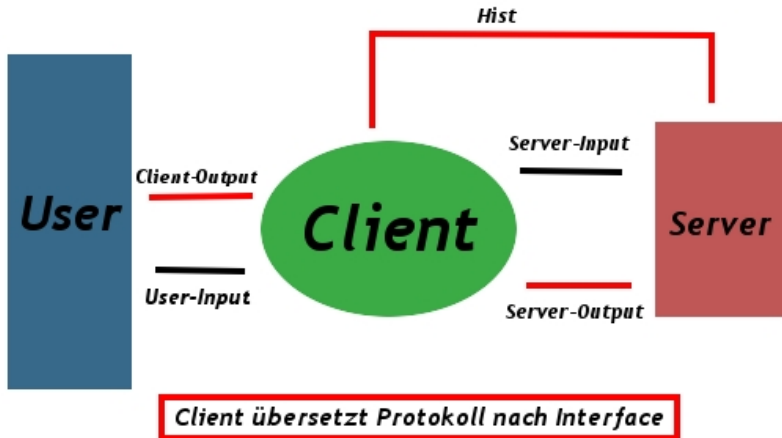 Hist
Client-Output
Server-Input
User
Client
Server
User-Input
Server-Output
Client übersetzt Protokoll nach Interface